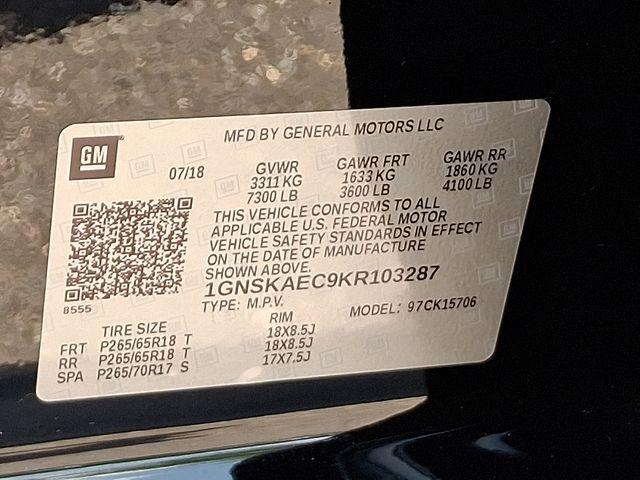 GM
MFD BY GENERAL MOTORS LLC
07/18
GVWR
3311 KG
7300 LB
GAWR FRT
1633 KG
3600 LB
GAWR RR
1860 KG
4100 LB
THIS VEHICLE CONFORMS TO ALL
APPLICABLE U.S. FEDERAL MOTOR
VEHICLE SAFETY STANDARDS IN EFFECT
ON THE DATE OF MANUFACTURE
SHOWN ABOVE.
1GNSKAEC9KR103287
8555
TYPE: M.P.V. MODEL: 97CK15706
TIRE SIZE RIM
FRT P265/65R18 T 18X8.5J
RR P265/65R18 T 18X8.5J
SPA P265/70R17 S 17X7.5J